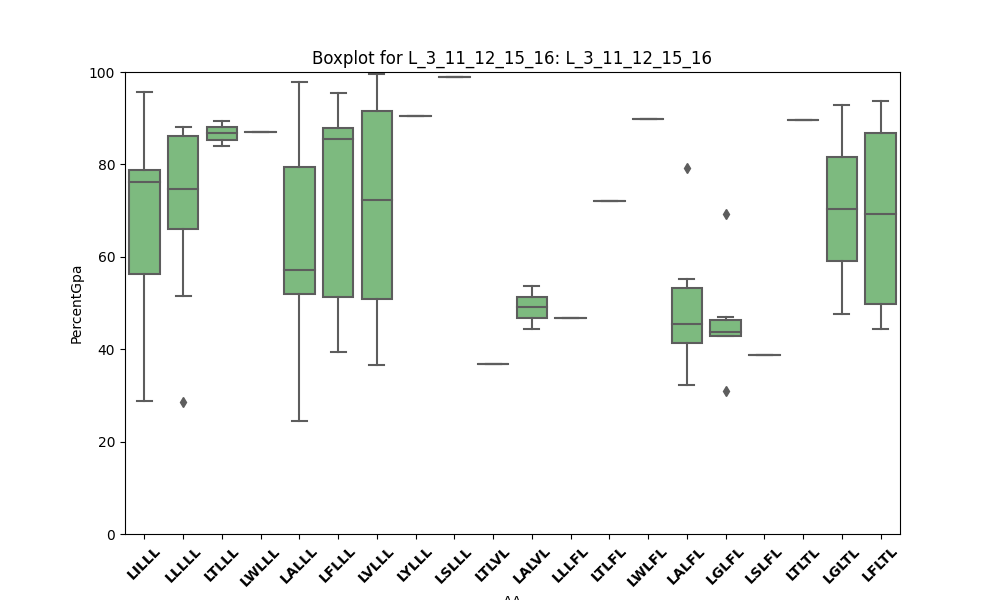 Boxplot for L_3_11_12_15_16: L_3_11_12_15_16
100
80
60
40
20
0
PercentGpa
LILLL LLLLL LTLLL LWLLL LALLL LFLLL LVLLL LYLLL LSLLL LTLVL LALVL LLLFL LTLFL LWLFL LALFL LGLFL LSLFL LTLTL LGLTL LFLTL
AA